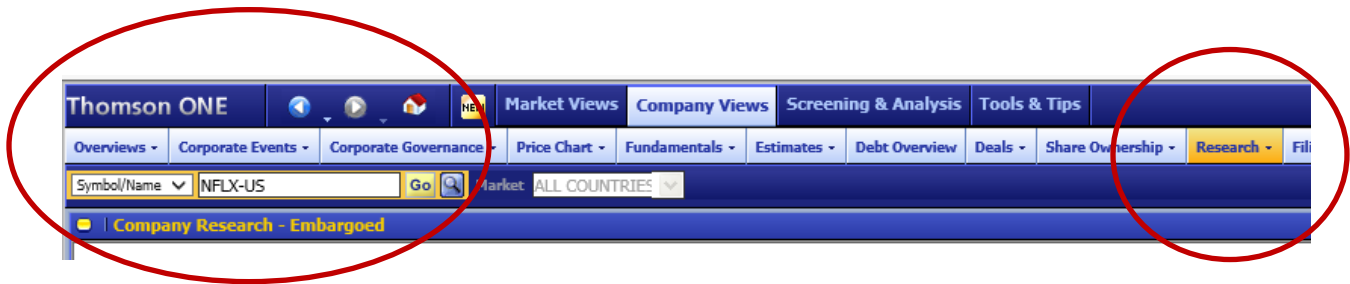 Thomson ONE NEW Market Views Company Views Screening & Analysis Tools & Tips
Overviews Corporate Events Corporate Governance Price Chart Fundamentals Estimates Debt Overview Deals Share Ownership Research Fili
Symbol/Name NFLX-US Go Market ALL COUNTRIES
Company Research - Embargoed